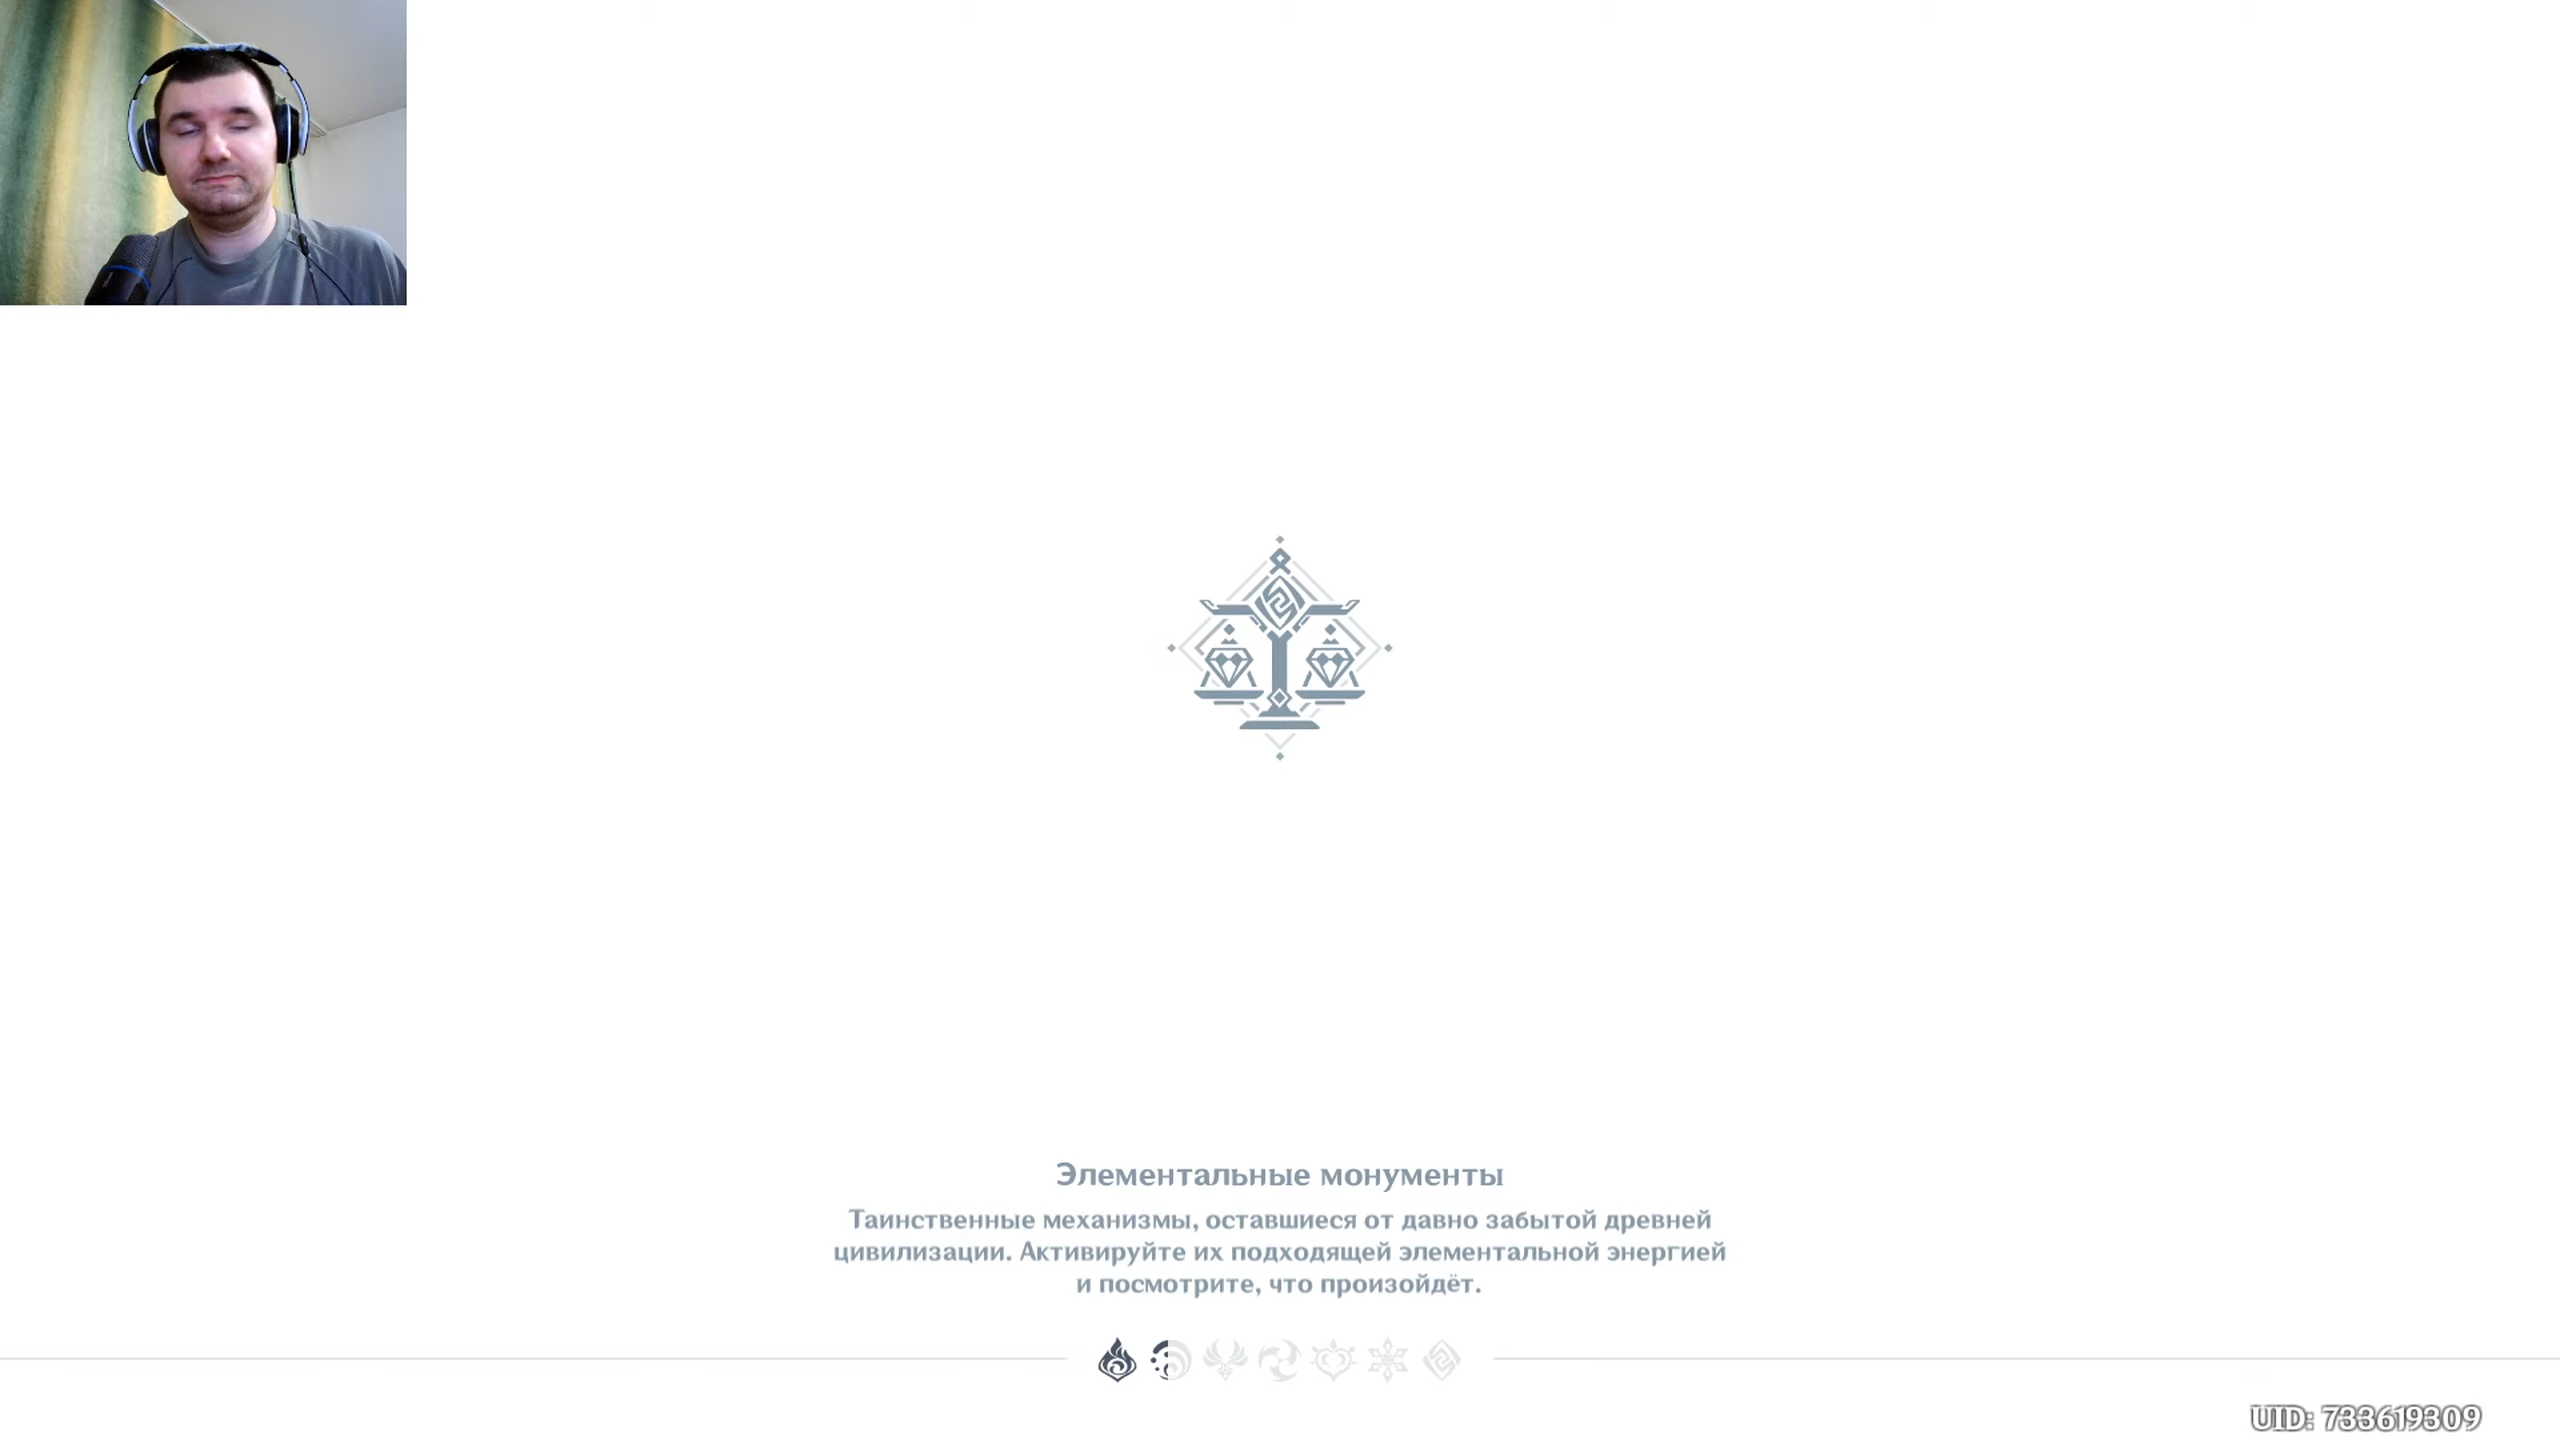 Элементальные монументы
Таинственные механизмы, оставшиеся от давно забытой древней
цивилизации. Активируйте их подходящей элементальной энергией
и посмотрите, что произойдёт.
UID: 733619309